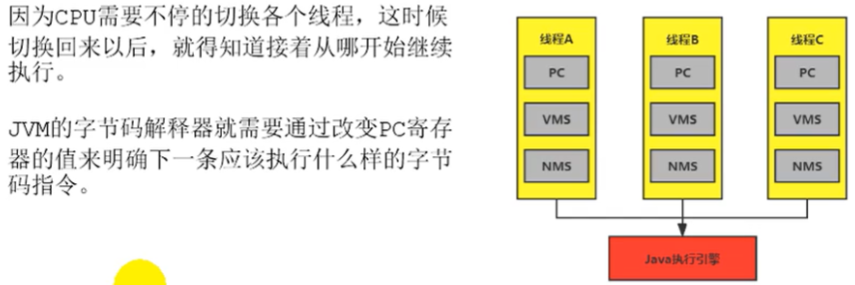 因为CPU需要不停的切换各个线程，这时候
切换回来以后，就得知道接着从哪开始继续
执行。
JVM的字节码解释器就需要通过改变PC寄存
器的值来明确下一条应该执行什么样的字节
码指令。
线程A
PC
VMS
NMS
线程B
PC
VMS
NMS
线程C
PC
VMS
NMS
Java执行引擎